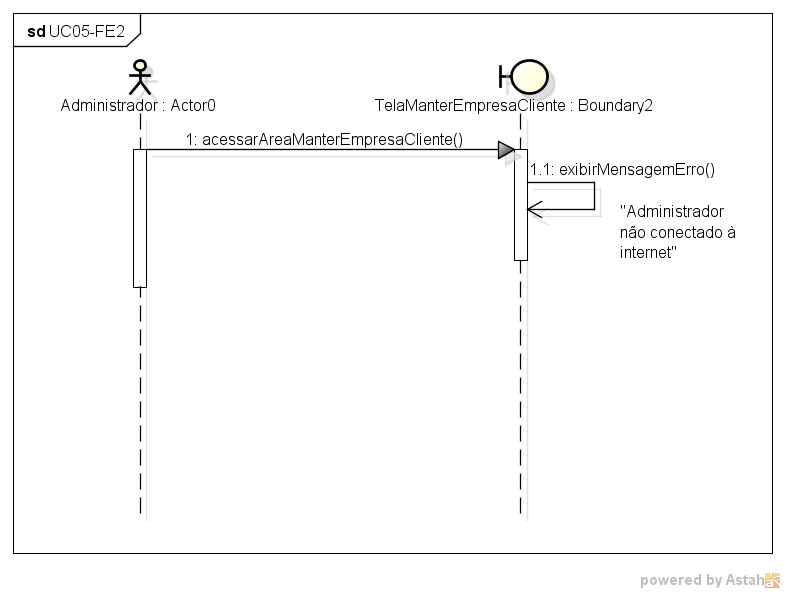 sd UC05-FE2
Administrador : Actor0
TelaManterEmpresaCliente : Boundary2
1: acessarAreaManterEmpresaCliente()
1.1: exibirMensagemErro()
"Administrador
não conectado à
internet"
powered by Astah